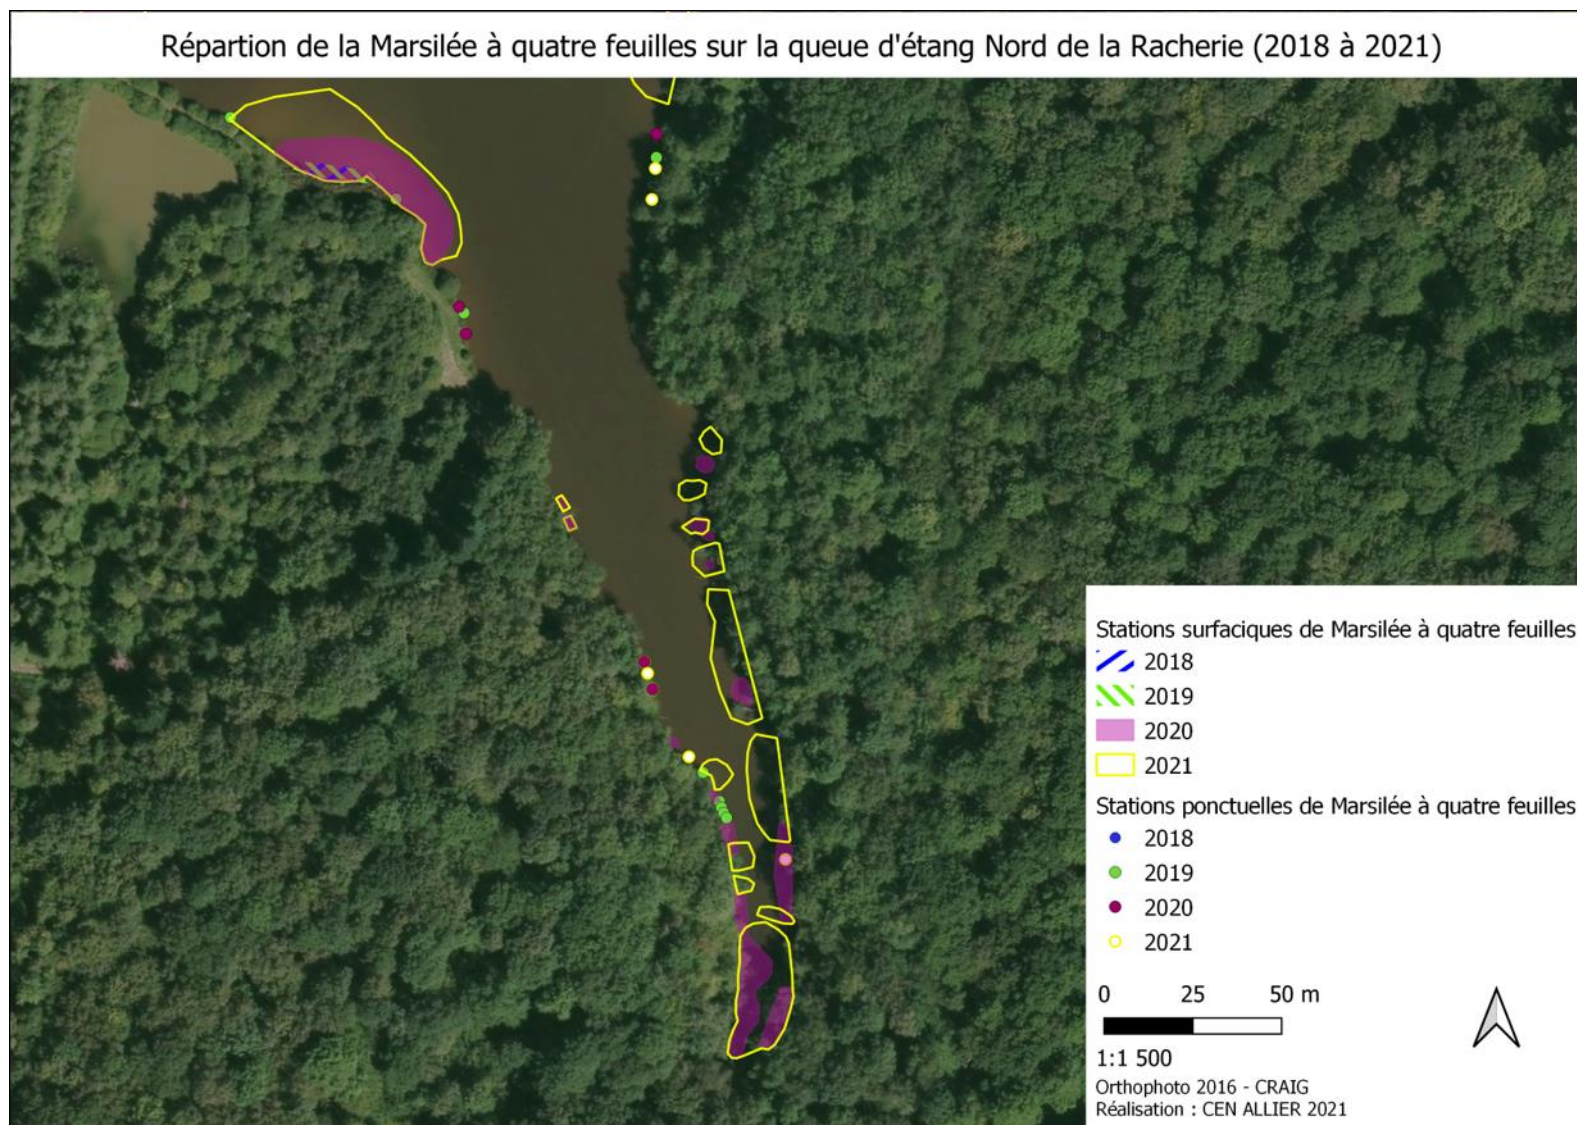 Répartion de la Marsilée à quatre feuilles sur la queue d'étang Nord de la Racherie (2018 à 2021)
Stations surfaciques de Marsilée à quatre feuilles
2018
2019
2020
2021
Stations ponctuelles de Marsilée à quatre feuilles
2018
2019
2020
2021
0 25 50 m
1:1 500
Orthophoto 2016 - CRAIG
Réalisation : CEN ALLIER 2021